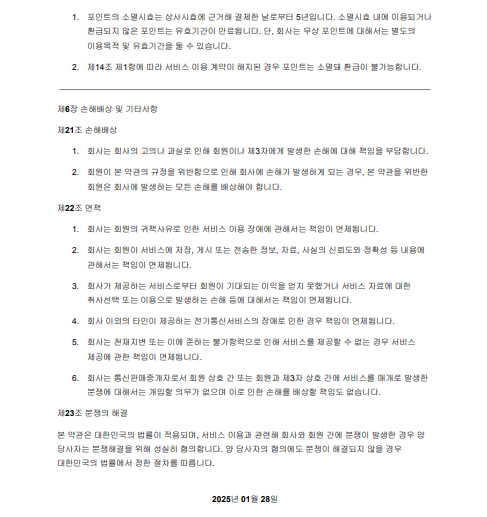 1. 포인트의 소멸시효는 상사시효에 근거해 결제한 날로부터 5년입니다. 소멸시효 내에 이용되거나
환급되지 않은 포인트는 유효기간이 만료됩니다. 단, 회사는 무상 포인트에 대해서는 별도의
이용목적 및 유효기간을 둘 수 있습니다.
2. 제14조 제1항에 따라 서비스 이용 계약이 해지된 경우 포인트는 소멸돼 환급이 불가능합니다.
제6장 손해배상 및 기타사항
제21조 손해배상
1. 회사는 회사의 고의나 과실로 인해 회원이나 제3자에게 발생한 손해에 대해 책임을 부담합니다.
2. 회원이 본 약관의 규정을 위반함으로 인해 회사에 손해가 발생하게 되는 경우, 본 약관을 위반한
회원은 회사에 발생하는 모든 손해를 배상해야 합니다.
제22조 면책
1. 회사는 회원의 귀책사유로 인한 서비스 이용 장애에 관해서는 책임이 면제됩니다.
2. 회사는 회원이 서비스에 저장, 게시 또는 전송한 정보, 자료, 사실의 신뢰도와 정확성 등 내용에
관해서는 책임이 면제됩니다.
3. 회사가 제공하는 서비스로부터 회원이 기대되는 이익을 얻지 못했거나 서비스 자료에 대한
취사선택 또는 이용으로 발생하는 손해 등에 대해서는 책임이 면제됩니다.
4. 회사 이외의 타인이 제공하는 전기통신서비스의 장애로 인한 경우 책임이 면제됩니다.
5. 회사는 천재지변 또는 이에 준하는 불가항력으로 인해 서비스를 제공할 수 없는 경우 서비스
제공에 관한 책임이 면제됩니다.
6. 회사는 통신판매중개자로서 회원 상호 간 또는 회원과 제3자 상호 간에 서비스를 매개로 발생한
분쟁에 대해서는 개입할 의무가 없으며 이로 인한 손해를 배상할 책임도 없습니다.
제23조 분쟁의 해결
본 약관은 대한민국의 법률이 적용되며, 서비스 이용과 관련해 회사와 회원 간에 분쟁이 발생한 경우 양
당사자는 분쟁해결을 위해 성실히 협의합니다. 양 당사자의 협의에도 분쟁이 해결되지 않을 경우
대한민국의 법률에서 정한 절차를 따릅니다.
2025년 01월 28일